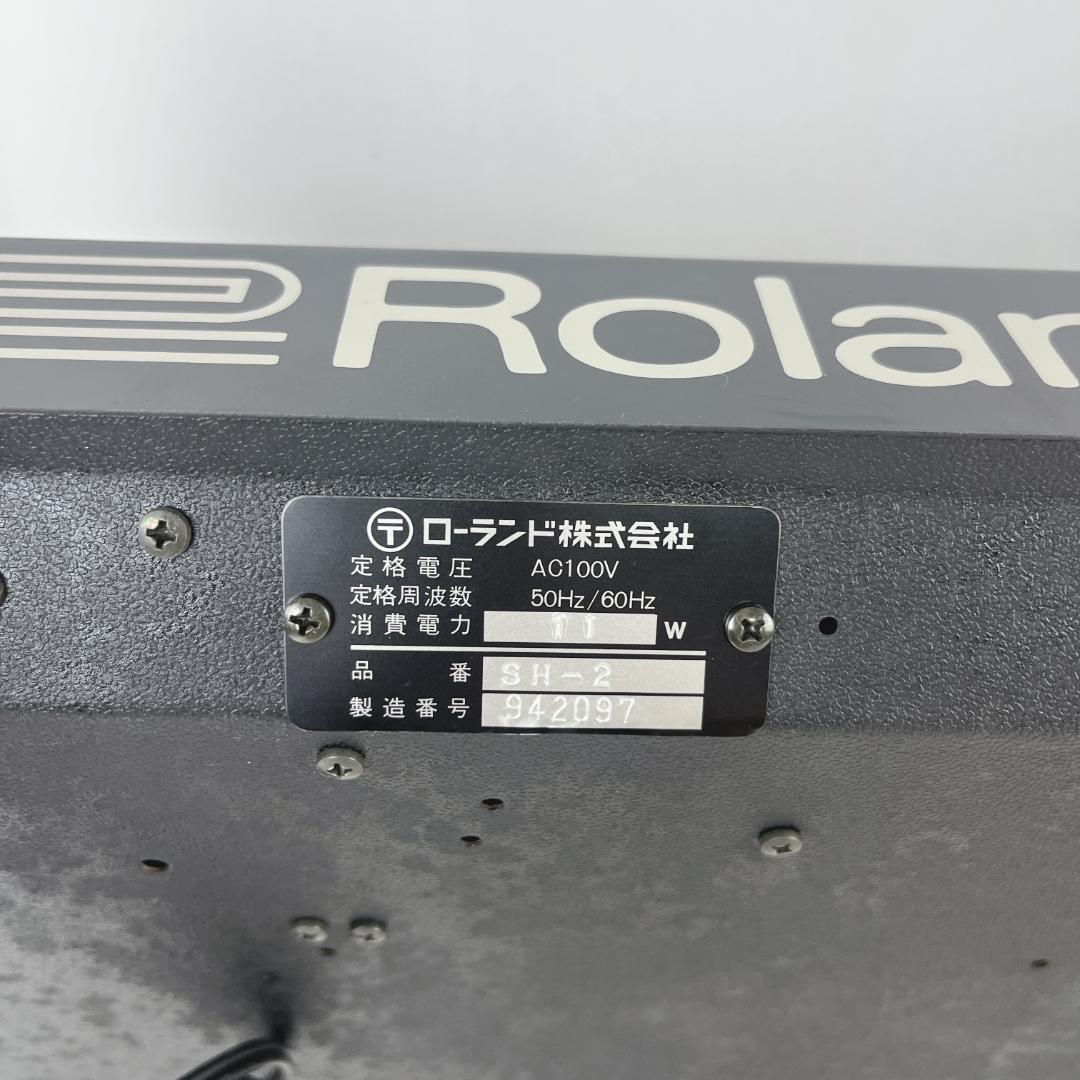 Rolan
〒 ローランド株式会社
定格電圧 AC100V
定格周波数 50Hz/60Hz
消費電力 11 W
品番 SH-2
製造番号 942097